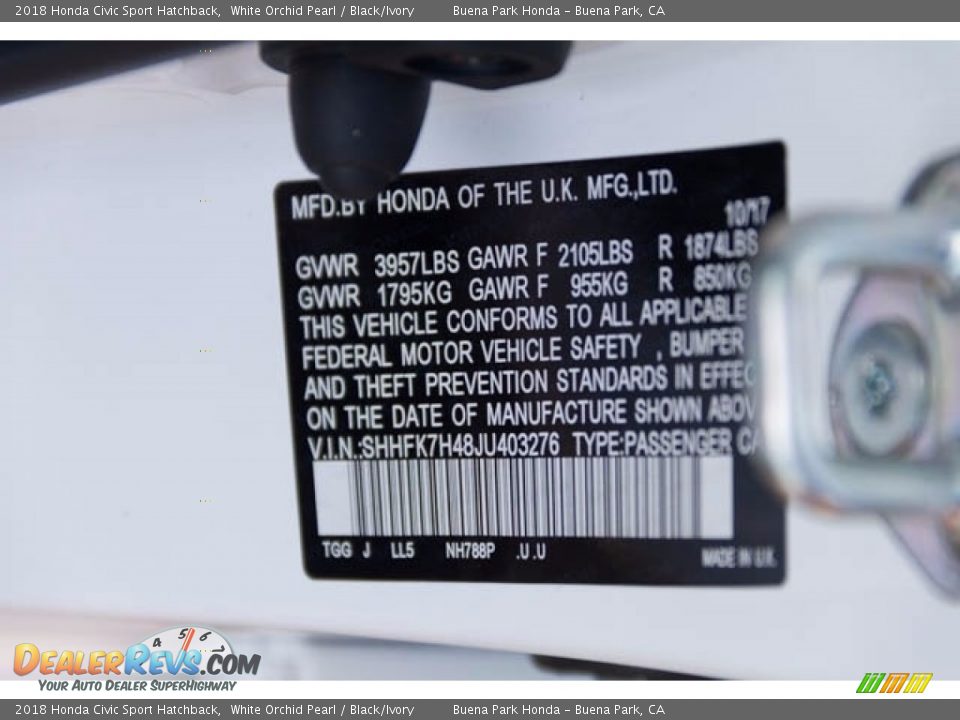 2018 Honda Civic Sport Hatchback, White Orchid Pearl / Black/Ivory Buena Park Honda - Buena Park, CA
MFD.BY HONDA OF THE U.K. MFG.,LTD.
10/17
GVWR 3957LBS GAWR F 2105LBS R 1874LBS
GVWR 1795KG GAWR F 955KG R 850KG
THIS VEHICLE CONFORMS TO ALL APPLICABLE
FEDERAL MOTOR VEHICLE SAFETY , BUMPER
AND THEFT PREVENTION STANDARDS IN EFFEC
ON THE DATE OF MANUFACTURE SHOWN ABOV
V.I.N.:SHHFK7H48JU403276 TYPE:PASSENGER CA
TGG J LL5 NH788P .U .U
MADE IN U.K.
4 5 6
DEALERREVS.COM
YOUR AUTO DEALER SUPERHIGHWAY
2018 Honda Civic Sport Hatchback, White Orchid Pearl / Black/Ivory Buena Park Honda - Buena Park, CA